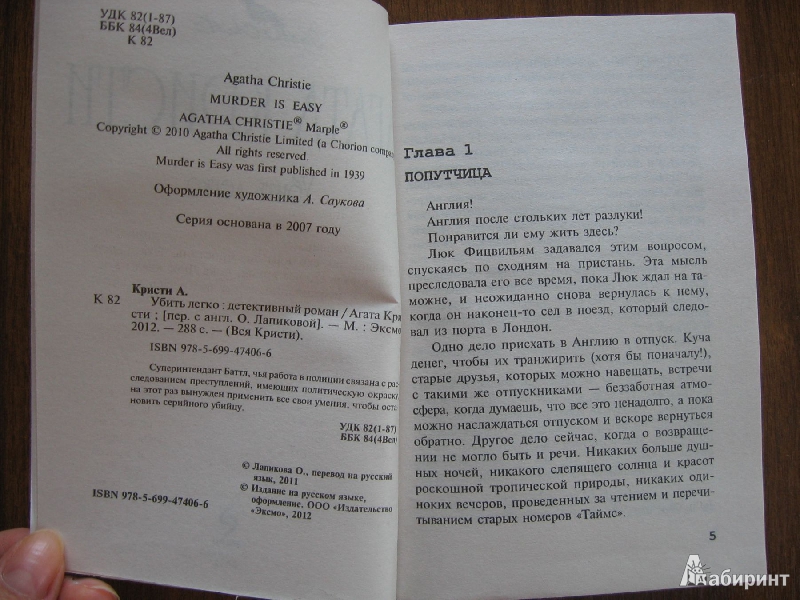 УДК 82(1-87)
ББК 84(4Вел)
К 82
Agatha Christie
MURDER IS EASY
AGATHA CHRISTIE® Marple®
Copyright © 2010 Agatha Christie Limited (a Chorion
All rights reserved
Murder is Easy was first published in 1939
Оформление художника А. Саукова
Серия основана в 2007 году
Кристи А.
К 82
Убить легко : детективный роман / Агата Кри
сти ; [пер. с англ. О. Лапиковой]. — М. : Эксмо
2012. — 288 с. — (Вся Кристи).
ISBN 978-5-699-47406-6
Суперинтендант Баттл, чья работа в полиции связана с рас
следованием преступлений, имеющих политическую окраск
на этот раз вынужден применить все свои умения, чтобы оста
новить серийного убийцу.
УДК 82(1-87)
ББК 84(4Вел)
© Лапикова О., перевод на русский
язык, 2011
© Издание на русском языке,
оформление. ООО «Издательство
«Эксмо», 2012
ISBN 978-5-699-47406-6
Глава 1
ПОПУТЧИЦА
Англия!
Англия после стольких лет разлуки!
Понравится ли ему жить здесь?
Люк Фицвильям задавался этим вопросом,
спускаясь по сходням на пристань. Эта мысль
преследовала его все время, пока Люк ждал на та-
можне, и неожиданно снова вернулась к нему,
когда он наконец-то сел в поезд, который следо-
вал из порта в Лондон.
Одно дело приехать в Англию в отпуск. Куча
денег, чтобы их транжирить (хотя бы поначалу!),
старые друзья, которых можно навещать, встречи
с такими же отпускниками — беззаботная атмо-
сфера, когда думаешь, что все это ненадолго, а пока
можно наслаждаться отпуском и вскоре вернуться
обратно. Другое дело сейчас, когда о возвраще-
нии не могло быть и речи. Никаких больше душ-
ных ночей, никакого слепящего солнца и красот
роскошной тропической природы, никаких оди-
ноких вечеров, проведенных за чтением и перечи-
тыванием старых номеров «Таймс».
5
Лабиринт